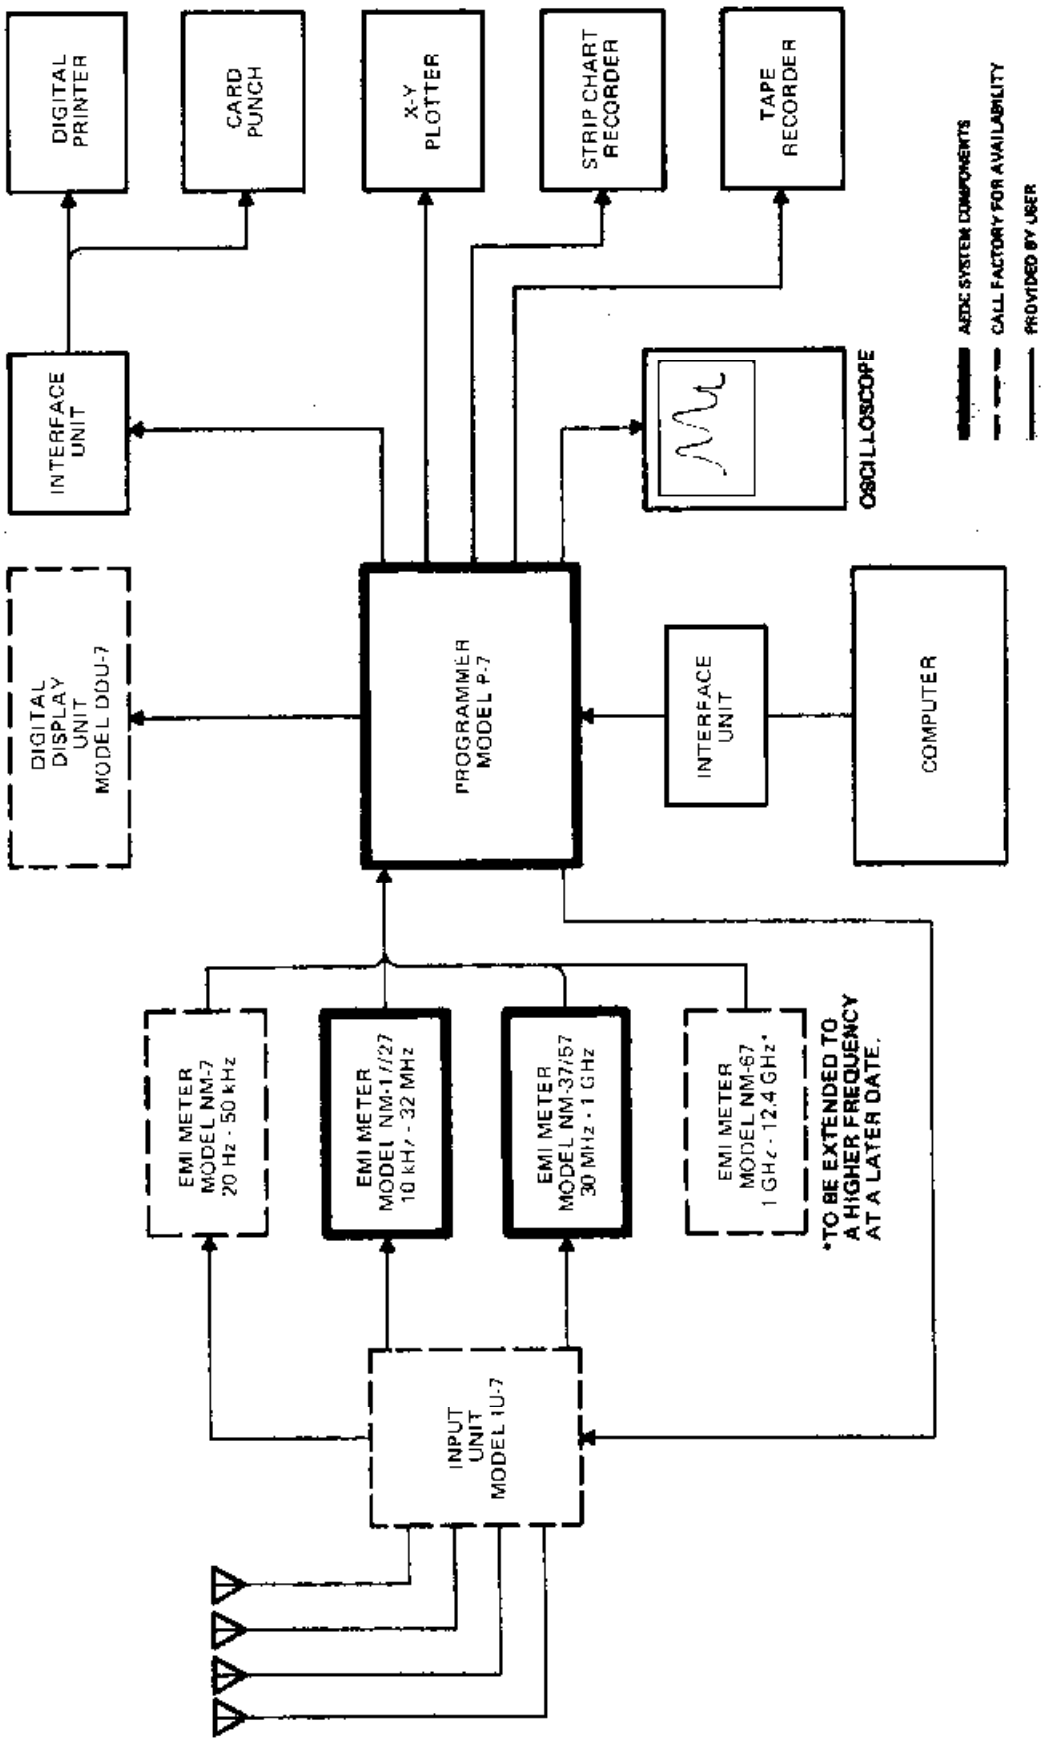 DIGITAL
PRINTER
CARD
PUNCH
X-Y
PLOTTER
STRIP CHART
RECORDER
TAPE
RECORDER
INTERFACE
UNIT
OSCILLOSCOPE
DIGITAL
DISPLAY
UNIT
MODEL DDU-7
PROGRAMMER
MODEL P-7
INTERFACE
UNIT
COMPUTER
EMI METER
MODEL NM-7
20 Hz - 50 kHz
EMI METER
MODEL NM-17/27
10 kHz - 32 MHz
EMI METER
MODEL NM-37/57
30 MHz - 1 GHz
EMI METER
MODEL NM-67
1 GHz - 12.4 GHz*
*TO BE EXTENDED TO
A HIGHER FREQUENCY
AT A LATER DATE.
INPUT
UNIT
MODEL IU-7
SYSTEM COMPONENTS
CALL FACTORY FOR AVAILABILITY
PROVIDED BY USER